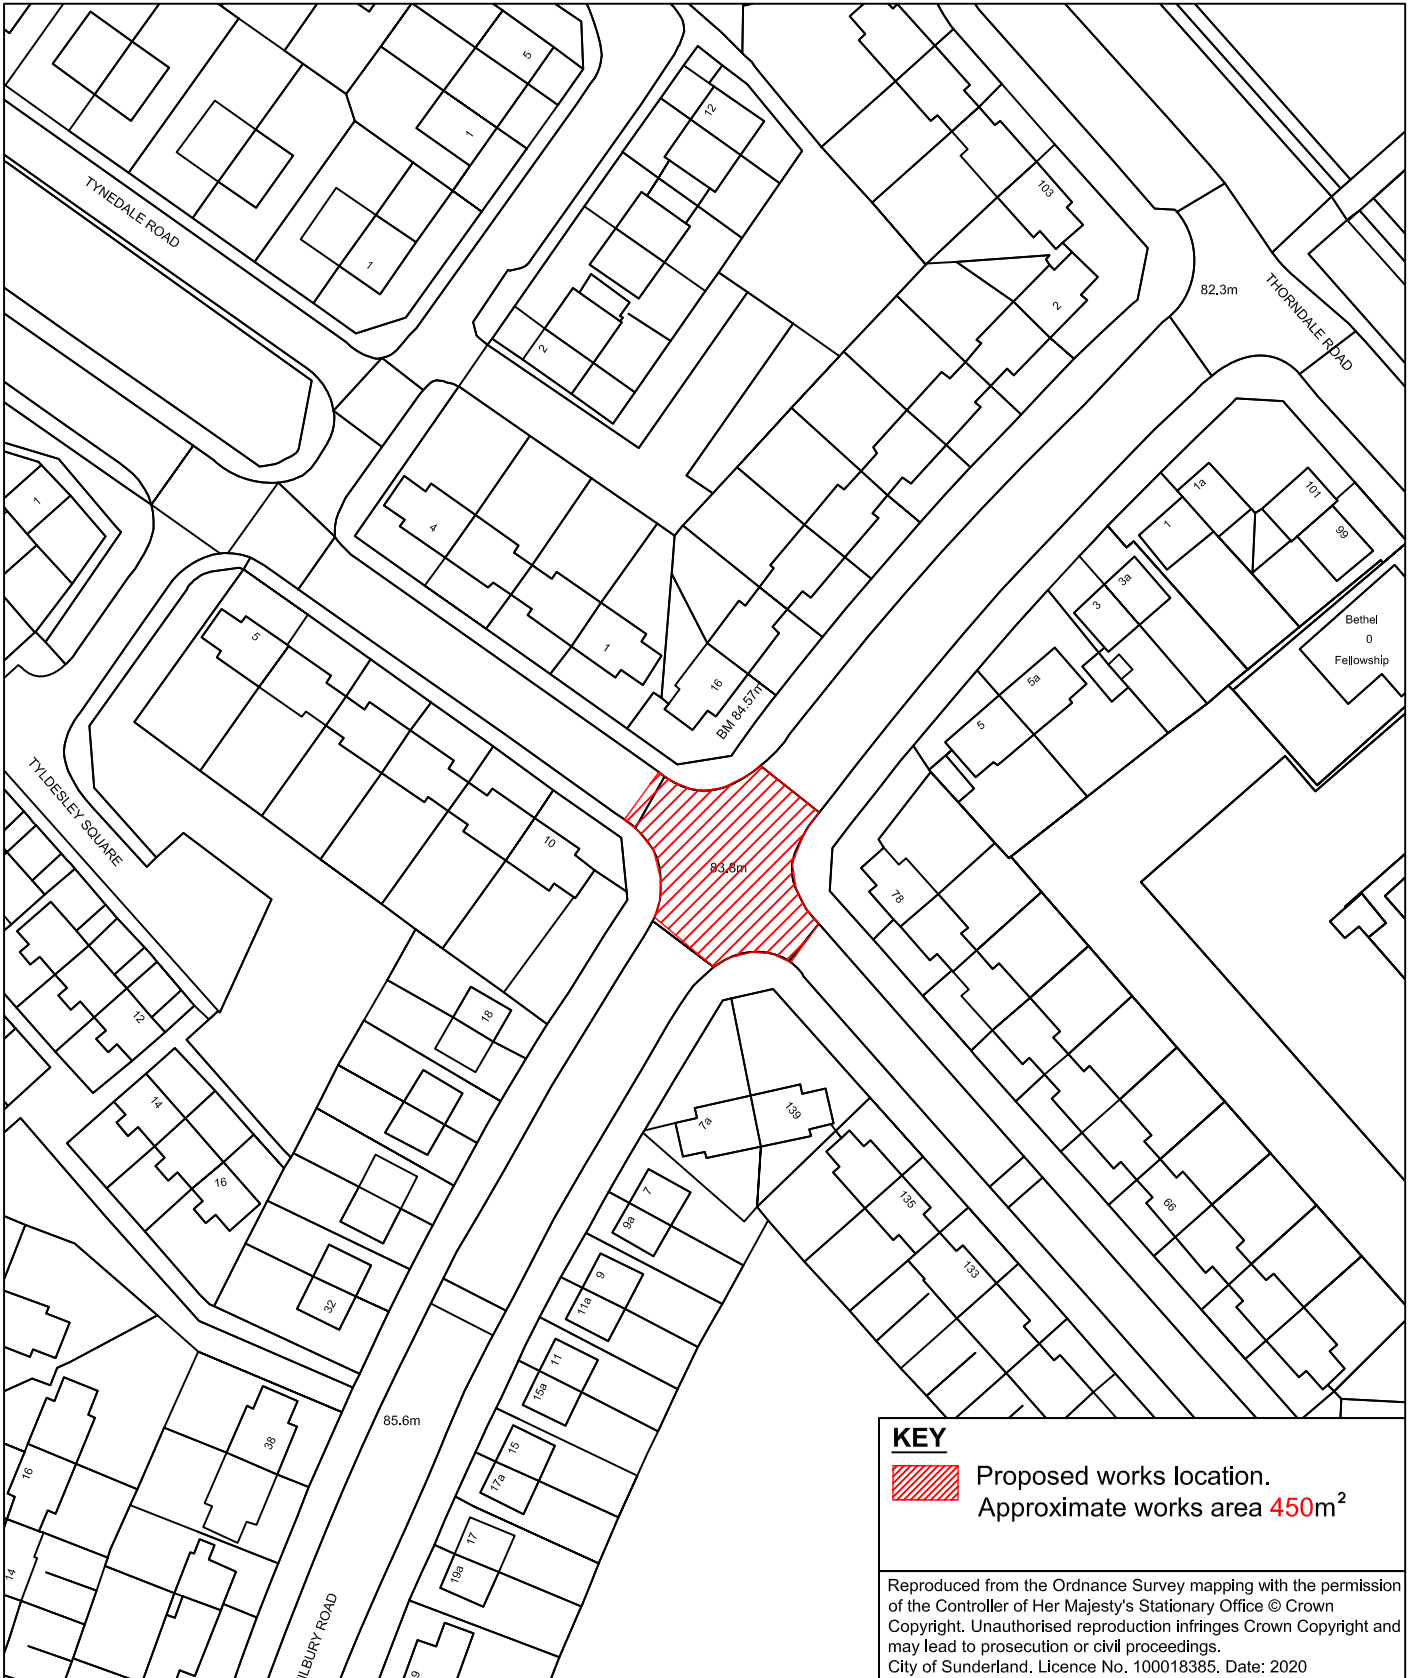 5
1
12
TYNEDALE ROAD
1
103
82.3m
THORNDALE ROAD
2
2
1
4
1a
101
1
99
3a
3
Bethel
0
Fellowship
5
1
16
BM 84.57m
5a
5
TYLDESLEY SQUARE
10
83.8m
78
12
18
14
7a
139
76
7
9a
135
66
32
9
11a
133
11
15a
85.6m
38
15
17a
16
17
19a
14
ILBURY ROAD
9
KEY
Proposed works location.
Approximate works area 450m²
Reproduced from the Ordnance Survey mapping with the permission
of the Controller of Her Majesty's Stationary Office © Crown
Copyright. Unauthorised reproduction infringes Crown Copyright and
may lead to prosecution or civil proceedings.
City of Sunderland. Licence No. 100018385. Date: 2020